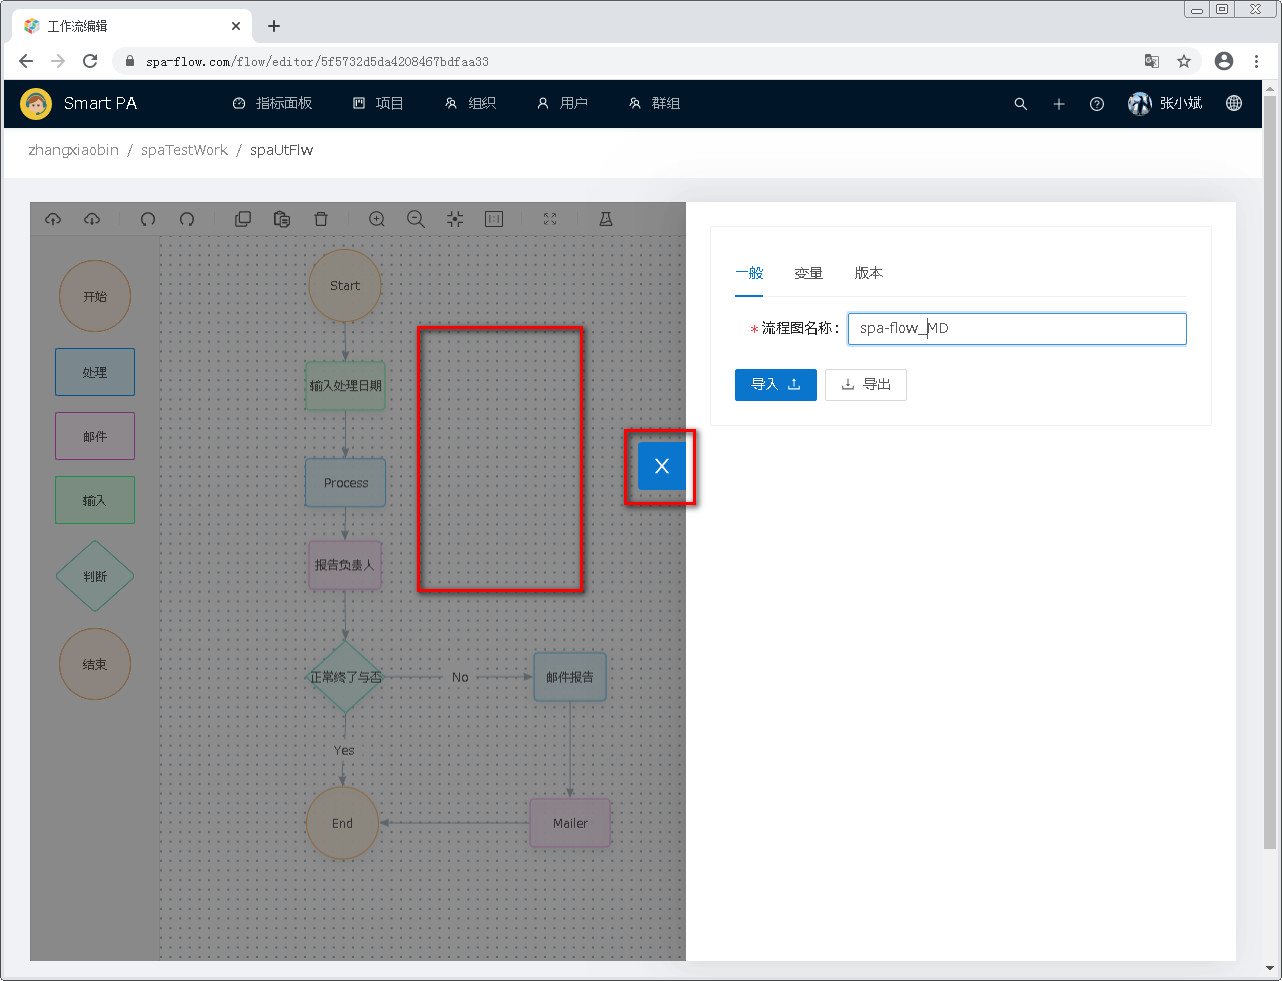 工作流编辑
spa-flow.com/flow/editor/5f5732d5da4208467bdfaa33
Smart PA 指标面板 项目 组织 用户 群组 张小斌
zhangxiaobin / spaTestWork / spaUtFlw
开始
处理
邮件
输入
判断
结束
Start
输入处理日期
Process
报告负责人
正常终了与否
No
邮件报告
Yes
End
Mailer
一般 变量 版本
*流程图名称: spa-flow_MD
导入 导出